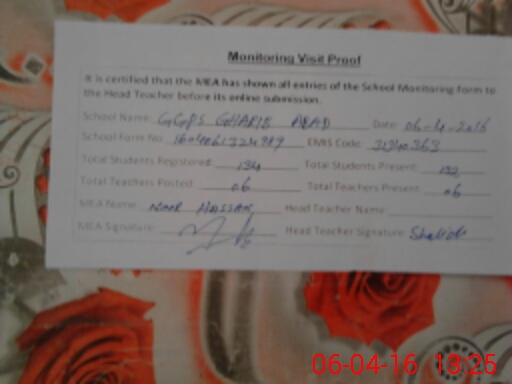 Monitoring Visit Proof
It is certified that the MEA has shown all entries of the School Monitoring form to
the Head Teacher before its online submission.
School Name: GGPS GHARIB ABAD Date: 06-4-2016
School Form No: EMIS Code: 31340363
Total Students Registered: 134 Total Students Present: 132
Total Teachers Posted: 06 Total Teachers Present: 06
MEA Name: HASSAN Head Teacher Name:
MEA Signature: Head Teacher Signature:
06-04-16 13:25